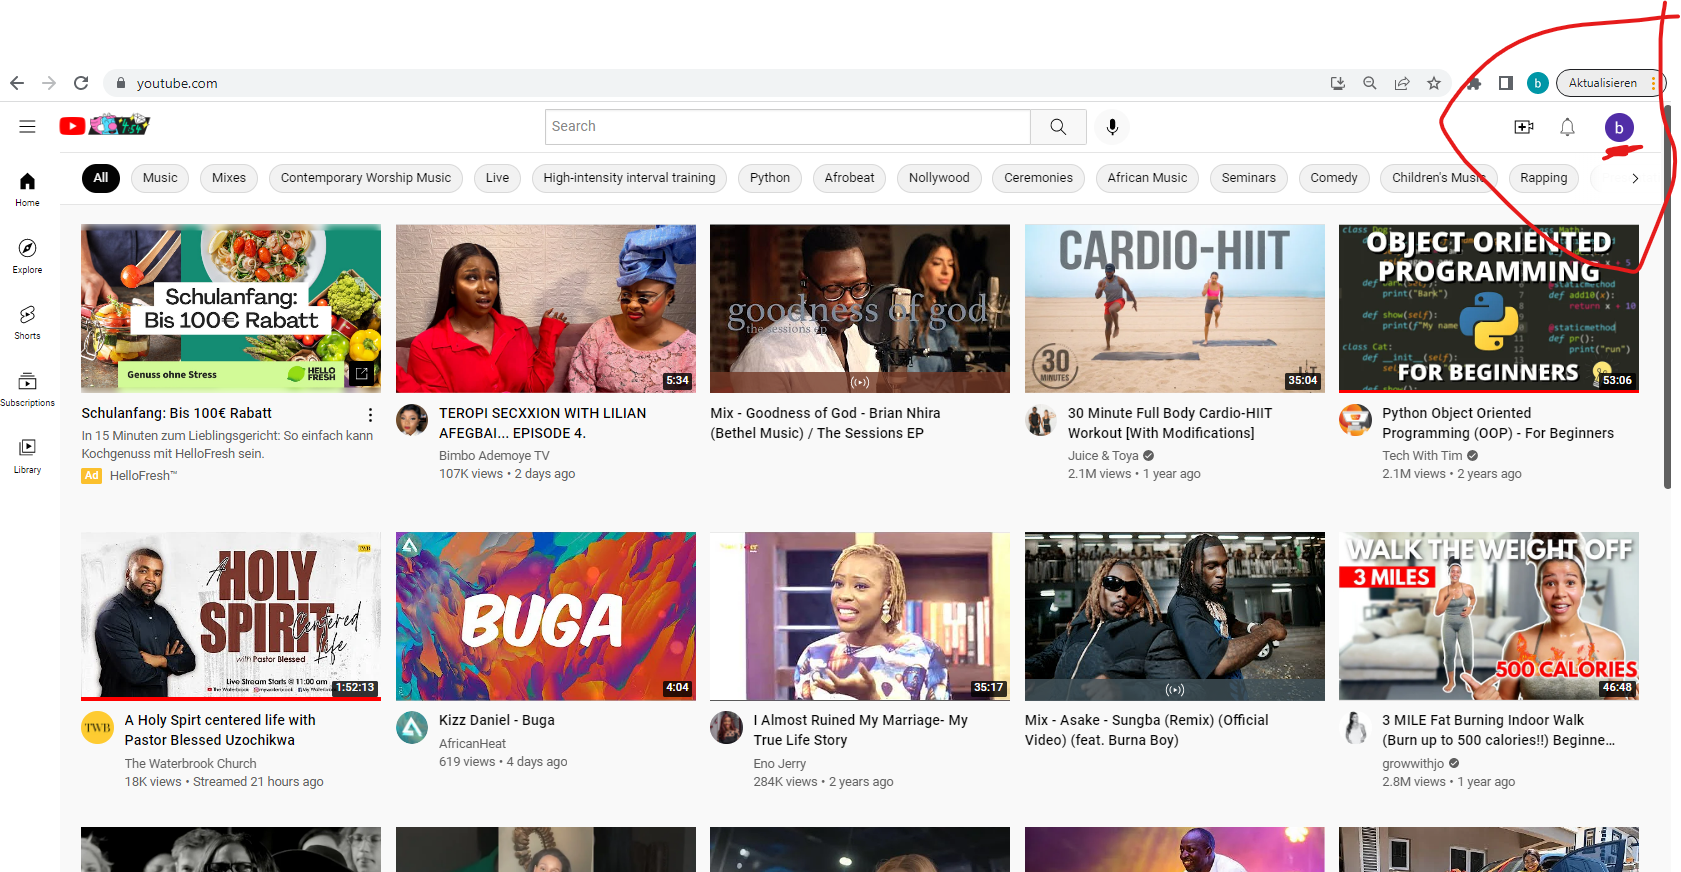 youtube.com
b
Aktualisieren
Search
b
All
Music
Mixes
Contemporary Worship Music
Live
High-intensity interval training
Python
Afrobeat
Nollywood
Ceremonies
African Music
Seminars
Comedy
Children's Music
Rapping
Home
Explore
Shorts
Subscriptions
Library
Schulanfang:
Bis 100€ Rabatt
Genuss ohne Stress
HELLO
FRESH
5:34
goodness of god
the sessions ep
CARDIO-HIIT
30
MINUTES
35:04
OBJECT ORIENTED
PROGRAMMING
FOR BEGINNERS
53:06
Schulanfang: Bis 100€ Rabatt
In 15 Minuten zum Lieblingsgericht: So einfach kann
Kochgenuss mit HelloFresh sein.
Ad HelloFresh™
TEROPI SECXXION WITH LILIAN
AFEGBAI... EPISODE 4.
Bimbo Ademoye TV
107K views • 2 days ago
Mix - Goodness of God - Brian Nhira
(Bethel Music) / The Sessions EP
30 Minute Full Body Cardio-HIIT
Workout [With Modifications]
Juice & Toya
2.1M views • 1 year ago
Python Object Oriented
Programming (OOP) - For Beginners
Tech With Tim
2.1M views • 2 years ago
TWB
A HOLY
SPIRIT
Centered
Life
with Pastor Blessed
Live Stream Starts @ 11:00 am
1:52:13
BUGA
4:04
35:17
WALK THE WEIGHT OFF
3 MILES
500 CALORIES
46:48
TWB
A Holy Spirt centered life with
Pastor Blessed Uzochikwa
The Waterbrook Church
18K views • Streamed 21 hours ago
Kizz Daniel - Buga
AfricanHeat
619 views • 4 days ago
I Almost Ruined My Marriage- My
True Life Story
Eno Jerry
284K views • 2 years ago
Mix - Asake - Sungba (Remix) (Official
Video) (feat. Burna Boy)
3 MILE Fat Burning Indoor Walk
(Burn up to 500 calories!!) Beginne…
growwithjo
2.8M views • 1 year ago